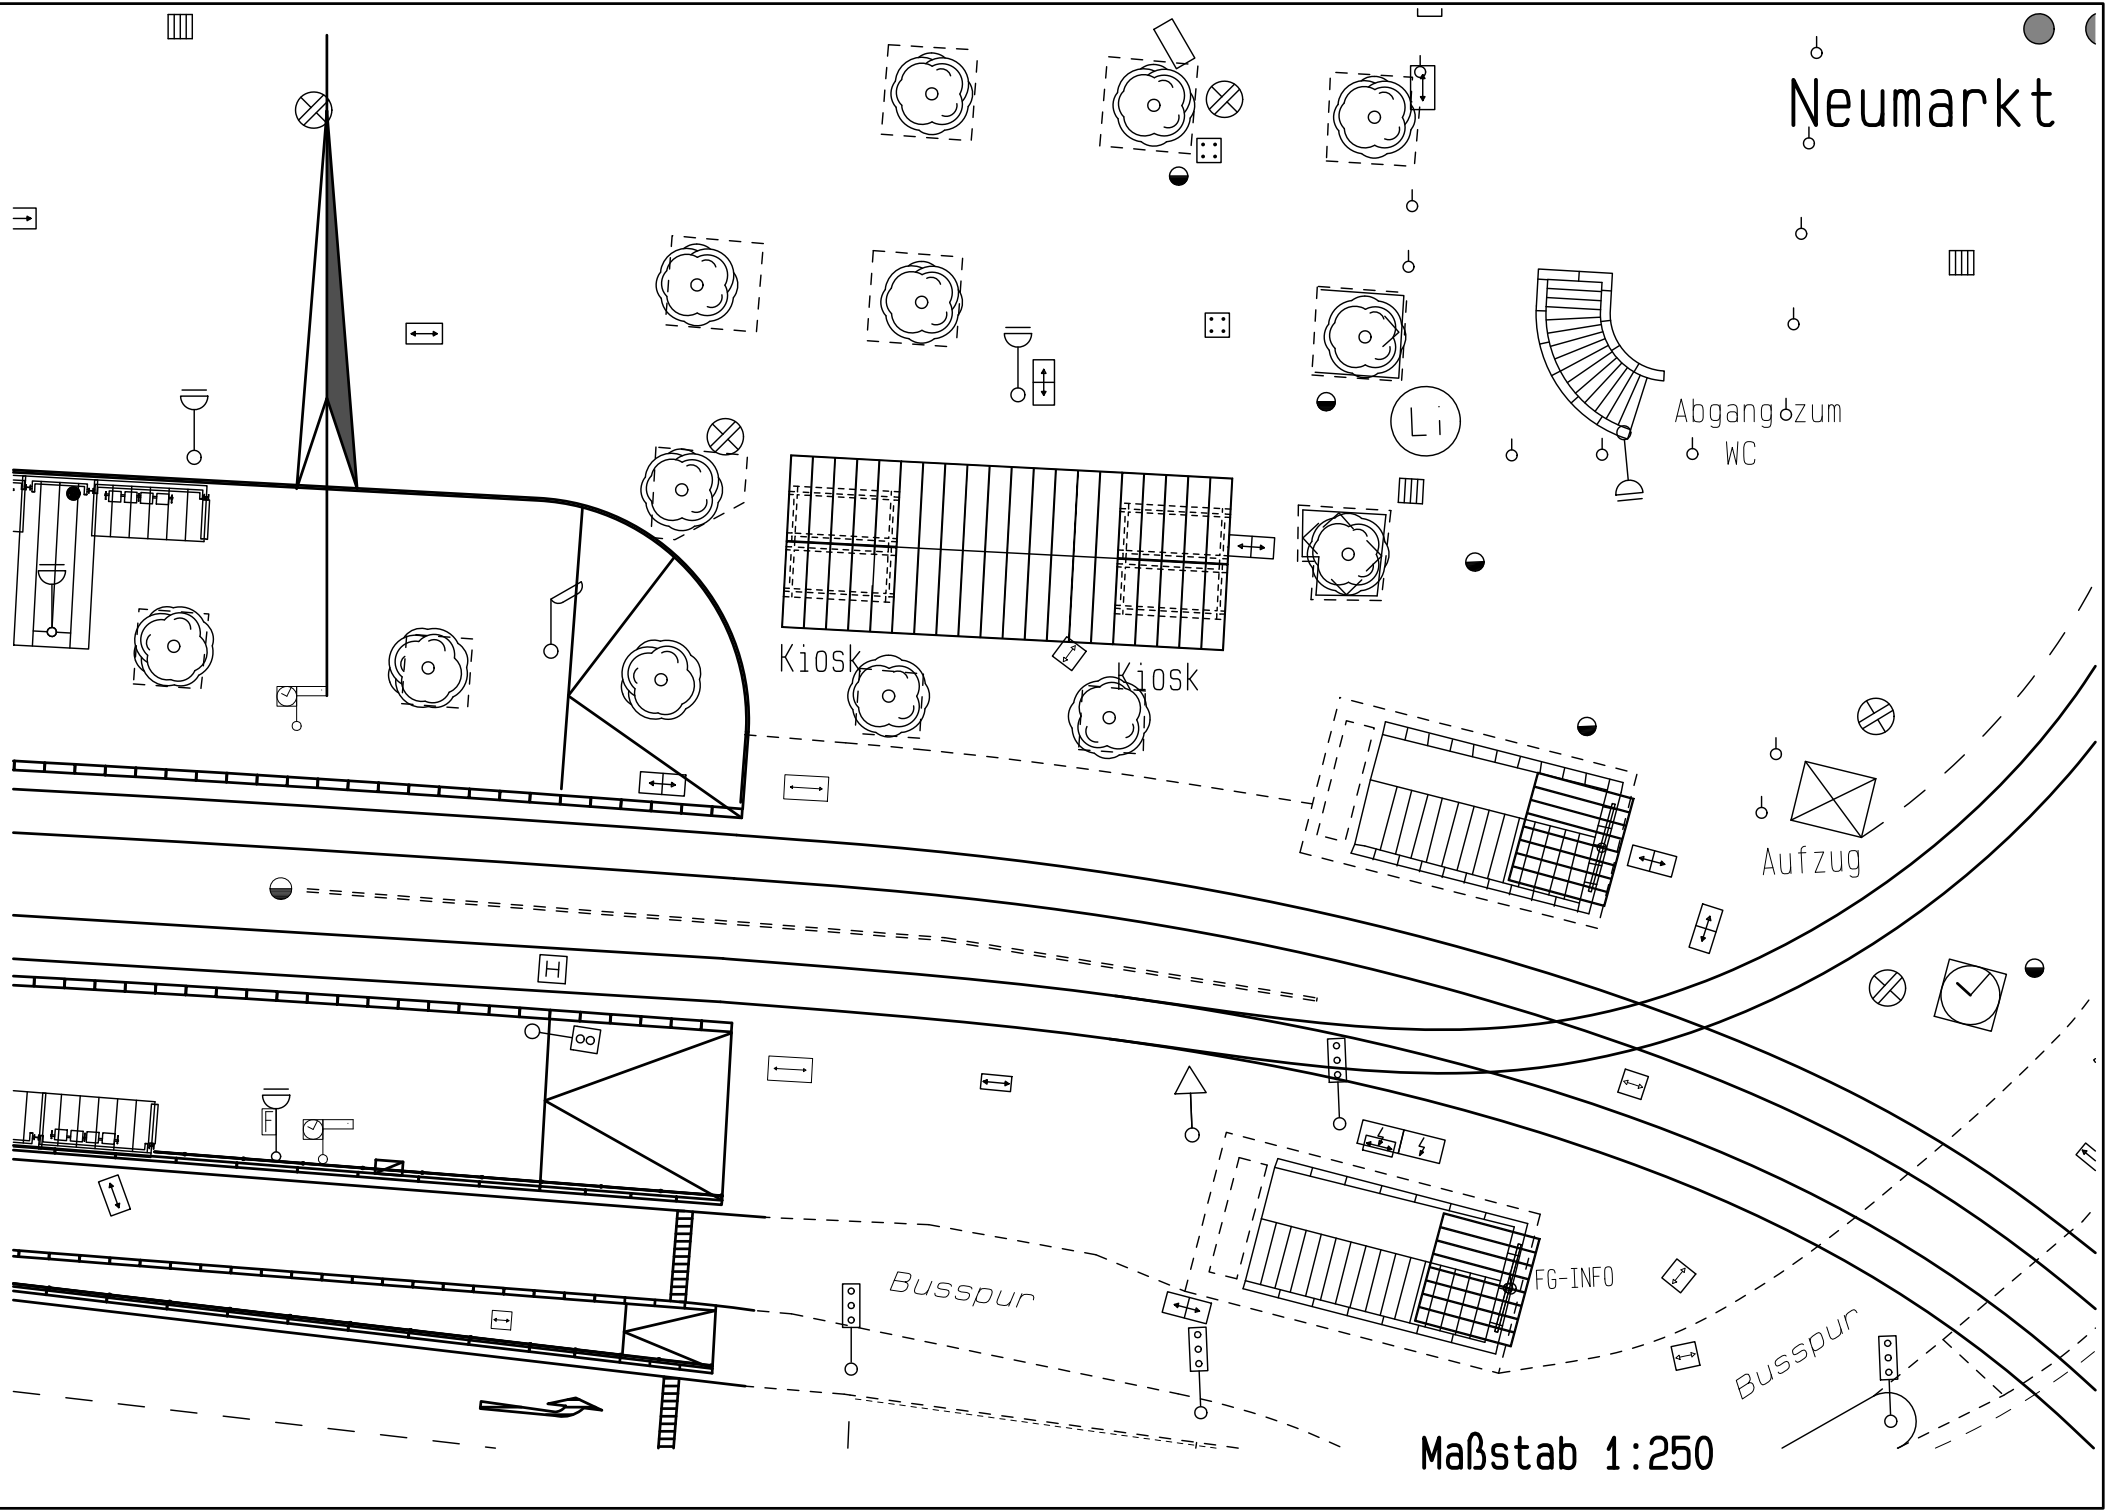 Neumarkt
Li
Abgang zum
WC
Kiosk
Kiosk
Aufzug
H
F
FG-INFO
Busspur
Busspur
Maßstab 1:250